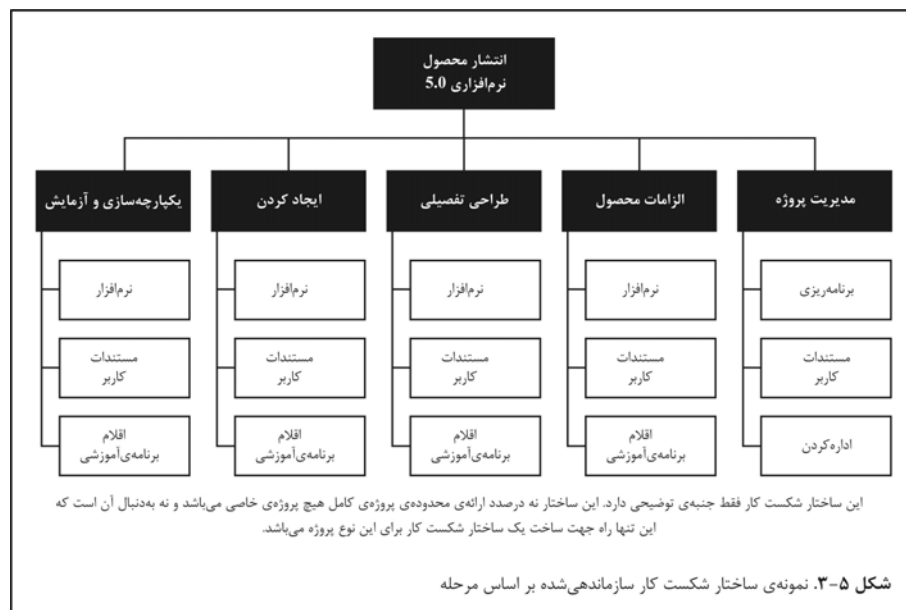 انتشار محصول
نرم‌افزاری 5.0
مدیریت پروژه
الزامات محصول
طراحی تفصیلی
ایجاد کردن
یکپارچه‌سازی و آزمایش
برنامه‌ریزی
نرم‌افزار
نرم‌افزار
نرم‌افزار
نرم‌افزار
مستندات
کاربر
مستندات
کاربر
مستندات
کاربر
مستندات
کاربر
مستندات
کاربر
اداره‌کردن
اقلام
برنامه‌ی‌آموزشی
اقلام
برنامه‌ی‌آموزشی
اقلام
برنامه‌ی‌آموزشی
اقلام
برنامه‌ی‌آموزشی
این ساختار شکست کار فقط جنبه‌ی توضیحی دارد. این ساختار نه درصدد ارائه‌ی محدوده‌ی پروژه‌ی کامل هیچ پروژه‌ی خاصی می‌باشد و نه به‌دنبال آن است که
این تنها راه جهت ساخت یک ساختار شکست کار برای این نوع پروژه می‌باشد.
شکل ۵-۳. نمونه‌ی ساختار شکست کار سازماندهی‌شده بر اساس مرحله